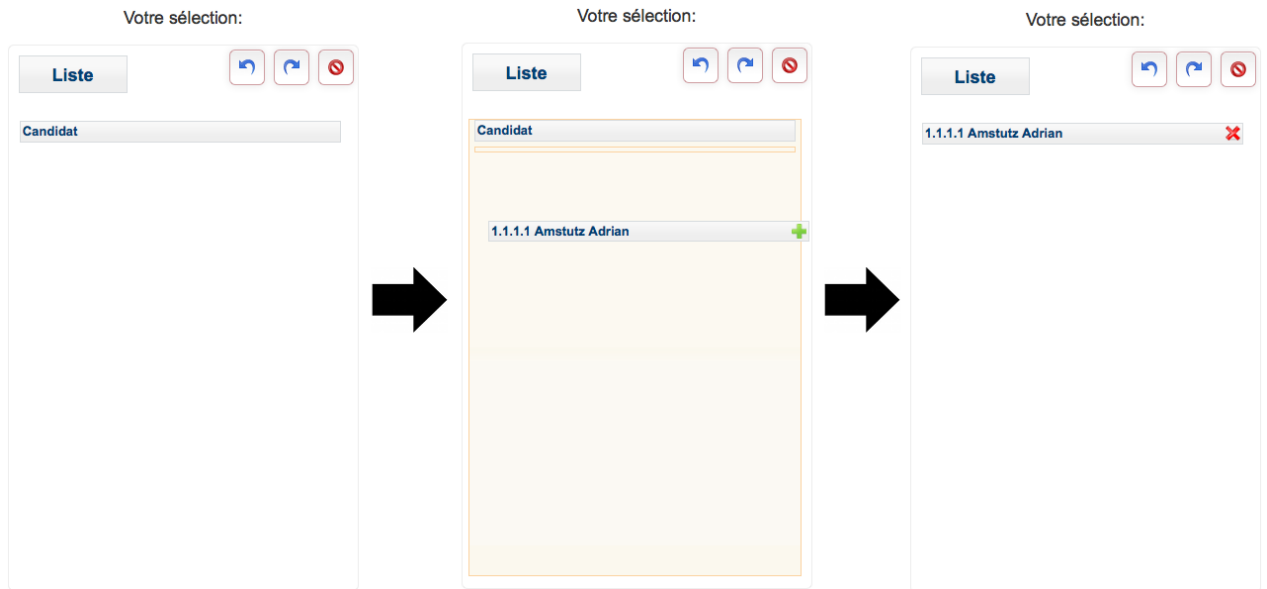 Votre sélection:
Liste
Candidat
Votre sélection:
Liste
Candidat
1.1.1.1 Amstutz Adrian
Votre sélection:
Liste
1.1.1.1 Amstutz Adrian